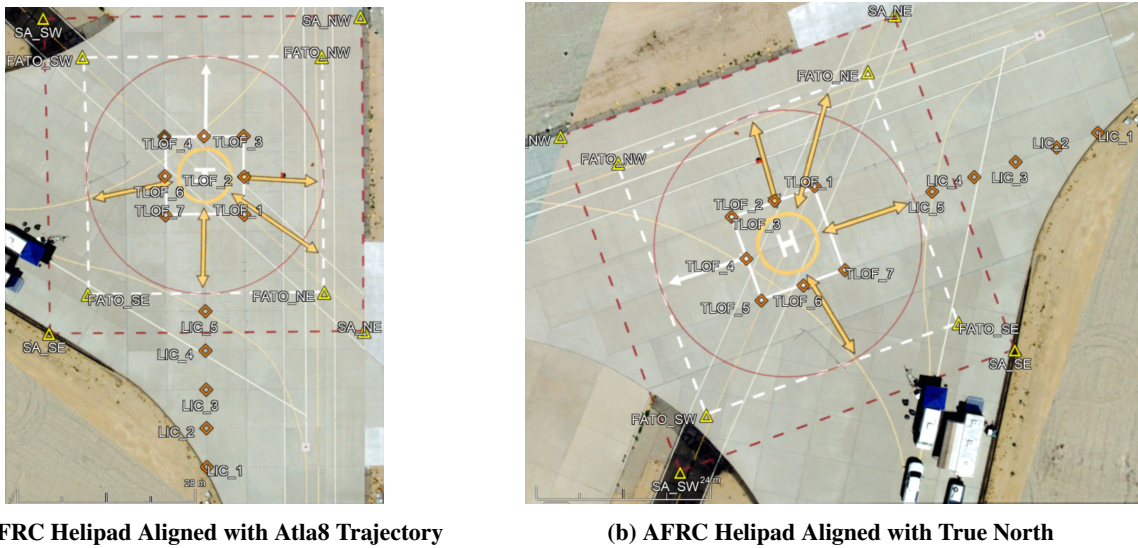 SA_NW
SA_SW
FATO_SW
FATO_NW
TLOF_4
TLOF_3
TLOF_2
TLOF_6
TLOF_7
TLOF_1
H
FATO_SE
FATO_NE
LIC_5
SA_NE
SA_SE
LIC_4
LIC_3
LIC_2
LIC_1
28 m
FRC Helipad Aligned with Atla8 Trajectory
SA_NE
FATO_NE
SA_NW
FATO_NW
LIC_1
LIC_2
LIC_3
LIC_4
LIC_5
TLOF_1
TLOF_2
TLOF_3
H
TLOF_4
TLOF_7
TLOF_6
TLOF_5
FATO_SE
SA_SE
FATO_SW
SA_SW
24 m
(b) AFRC Helipad Aligned with True North